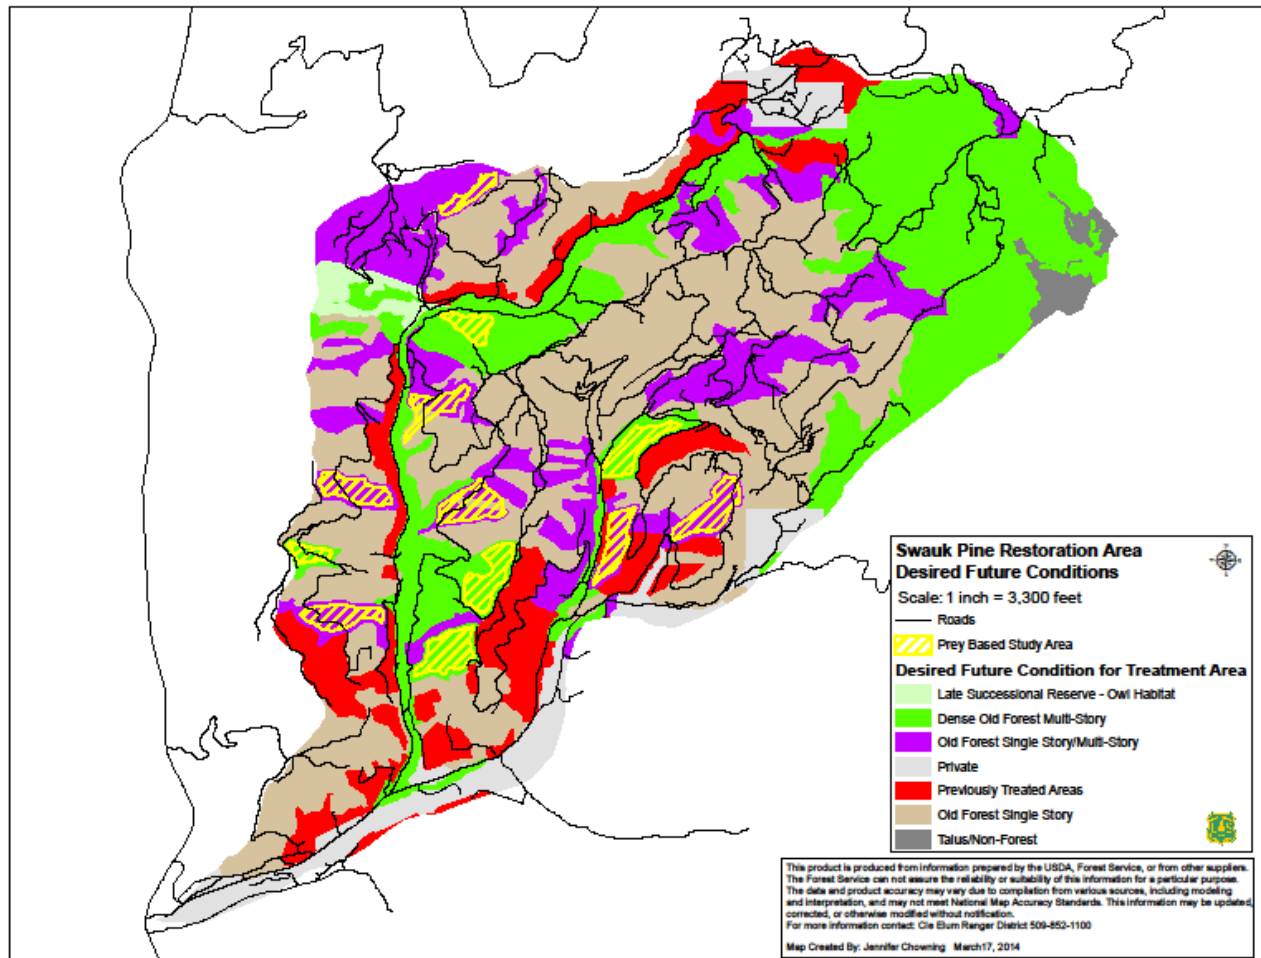 Swauk Pine Restoration Area
Desired Future Conditions
Scale: 1 inch = 3,300 feet
Roads
Prey Based Study Area
Desired Future Condition for Treatment Area
Late Successional Reserve - Owl Habitat
Dense Old Forest Multi-Story
Old Forest Single Story/Multi-Story
Private
Previously Treated Areas
Old Forest Single Story
Talus/Non-Forest
This product is produced from information prepared by the USDA, Forest Service, or from other suppliers.
The Forest Service can not assure the reliability or suitability of this information for a particular purpose.
The data and product accuracy may vary due to compilation from various sources, including modeling
and interpretation, and may not meet National Map Accuracy Standards. This information may be updated,
corrected, or otherwise modified without notification.
For more information contact: Cle Elum Ranger District 509-852-1100
Map Created By: Jennifer Chowning March17, 2014